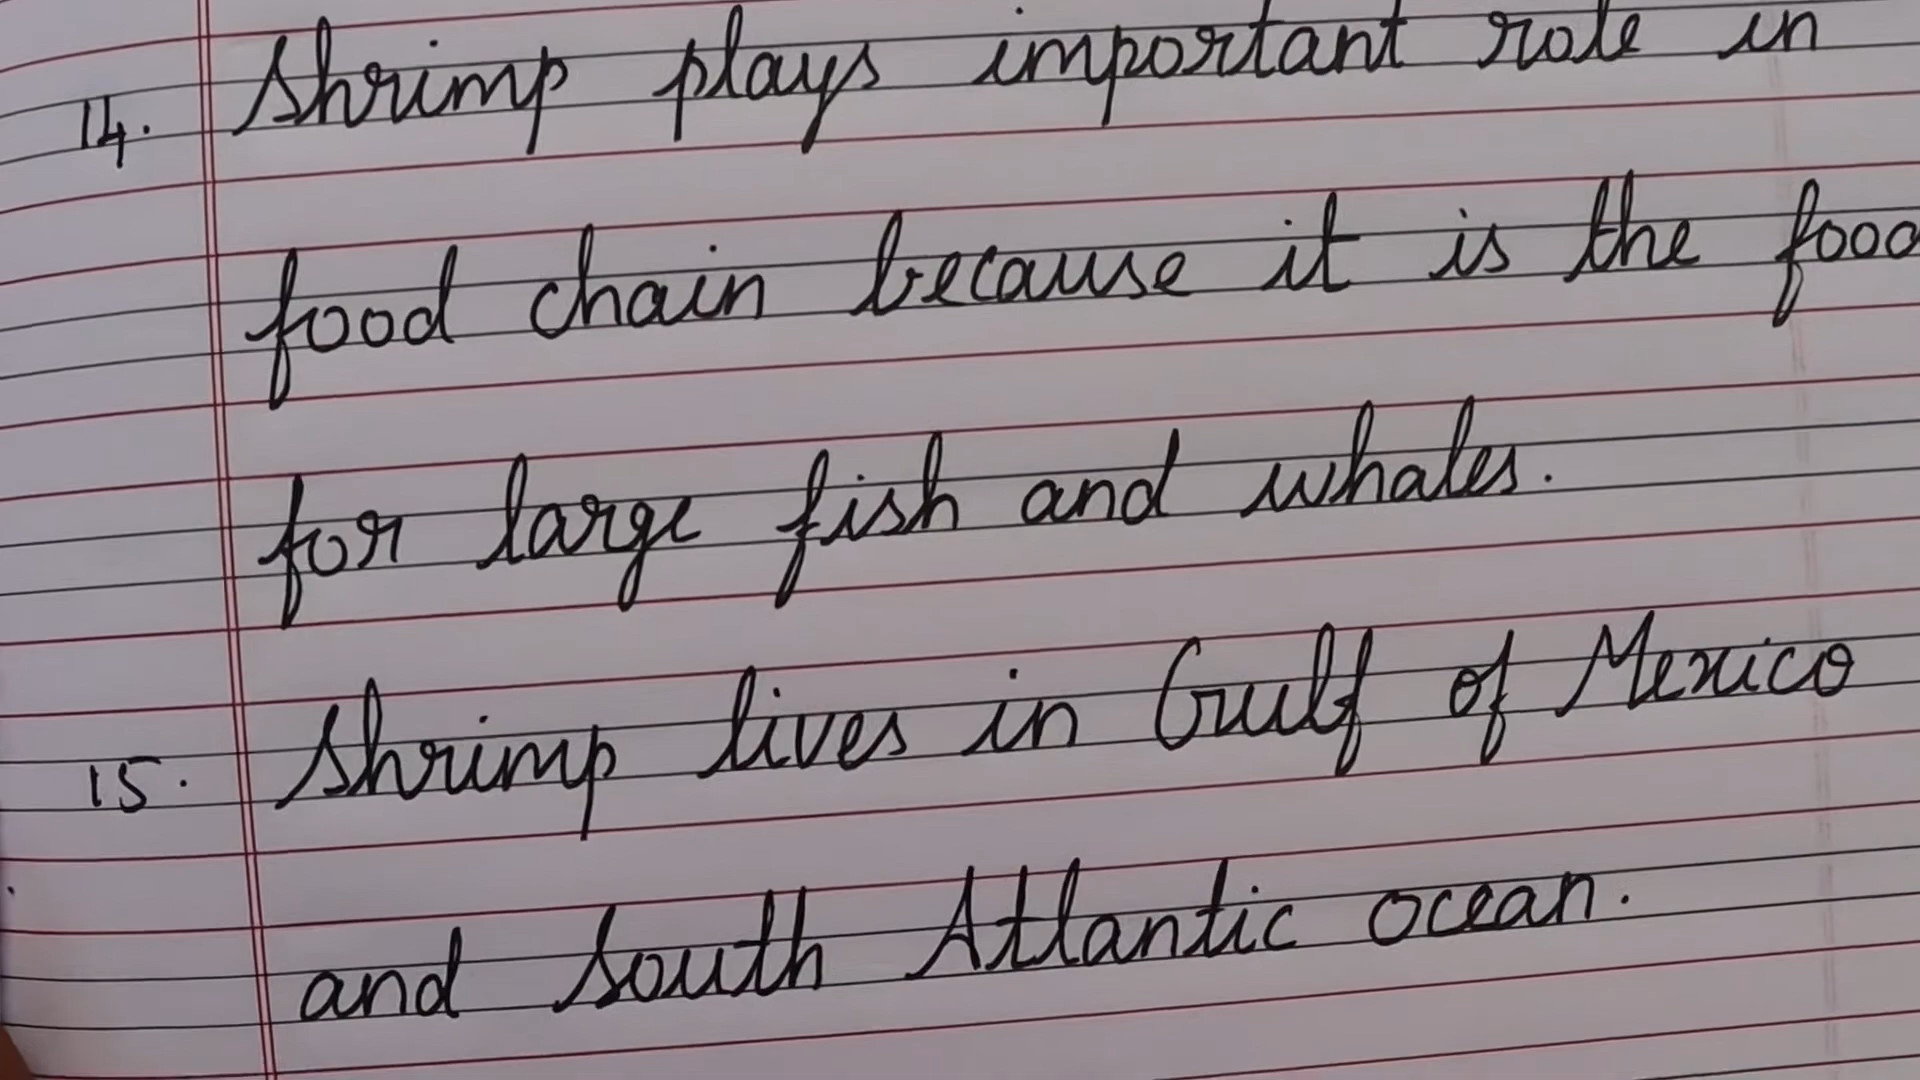 14. Shrimp plays important role in
food chain because it is the food
for large fish and whales.
15. Shrimp lives in Gulf of Mexico
and South Atlantic ocean.